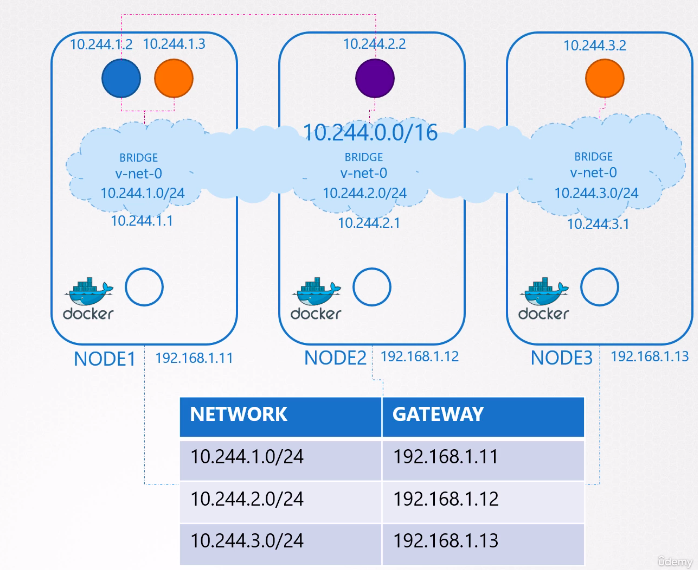 10.244.1.2 10.244.1.3
10.244.2.2
10.244.3.2
10.244.0.0/16
BRIDGE
v-net-0
10.244.1.0/24
10.244.1.1
BRIDGE
v-net-0
10.244.2.0/24
10.244.2.1
BRIDGE
v-net-0
10.244.3.0/24
10.244.3.1
docker
docker
docker
NODE1 192.168.1.11
NODE2 192.168.1.12
NODE3 192.168.1.13
NETWORK GATEWAY
10.244.1.0/24 192.168.1.11
10.244.2.0/24 192.168.1.12
10.244.3.0/24 192.168.1.13
ûdemy